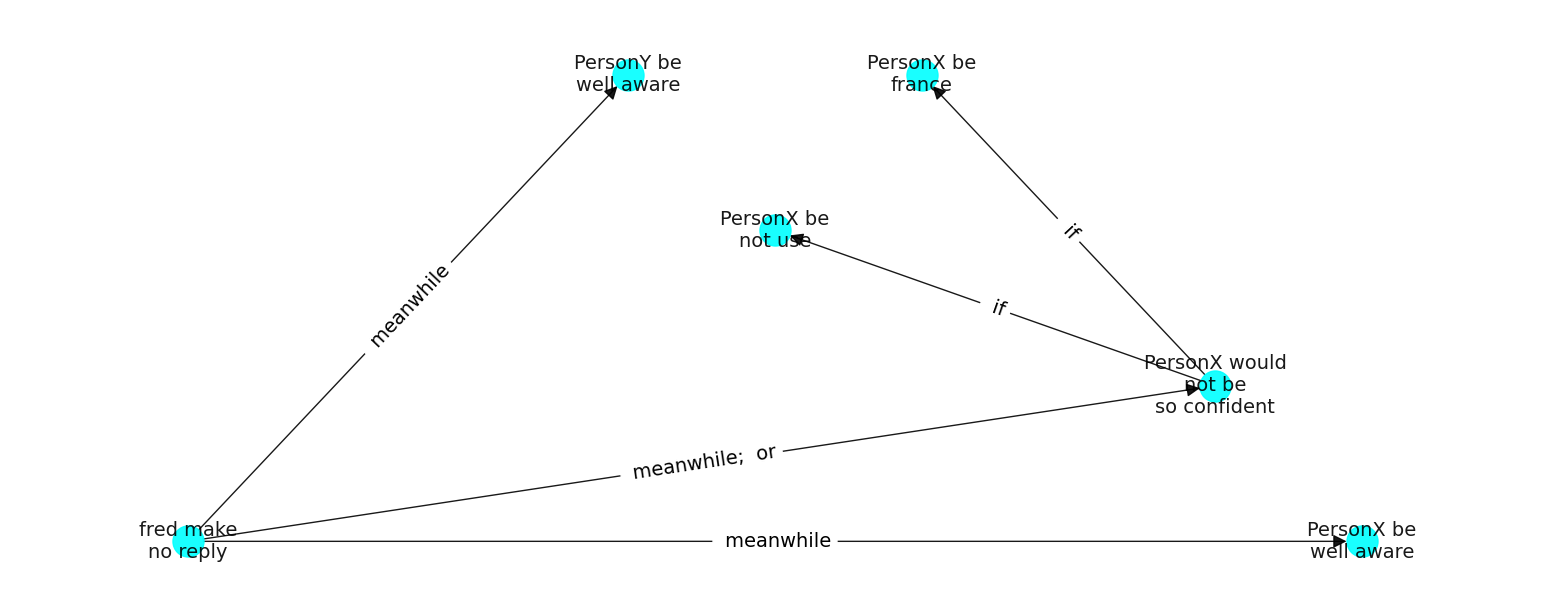 PersonY be
well aware
PersonX be
france
PersonX be
not use
if
meanwhile
if
PersonX would
not be
so confident
meanwhile; or
fred make
no reply
meanwhile
PersonX be
well aware